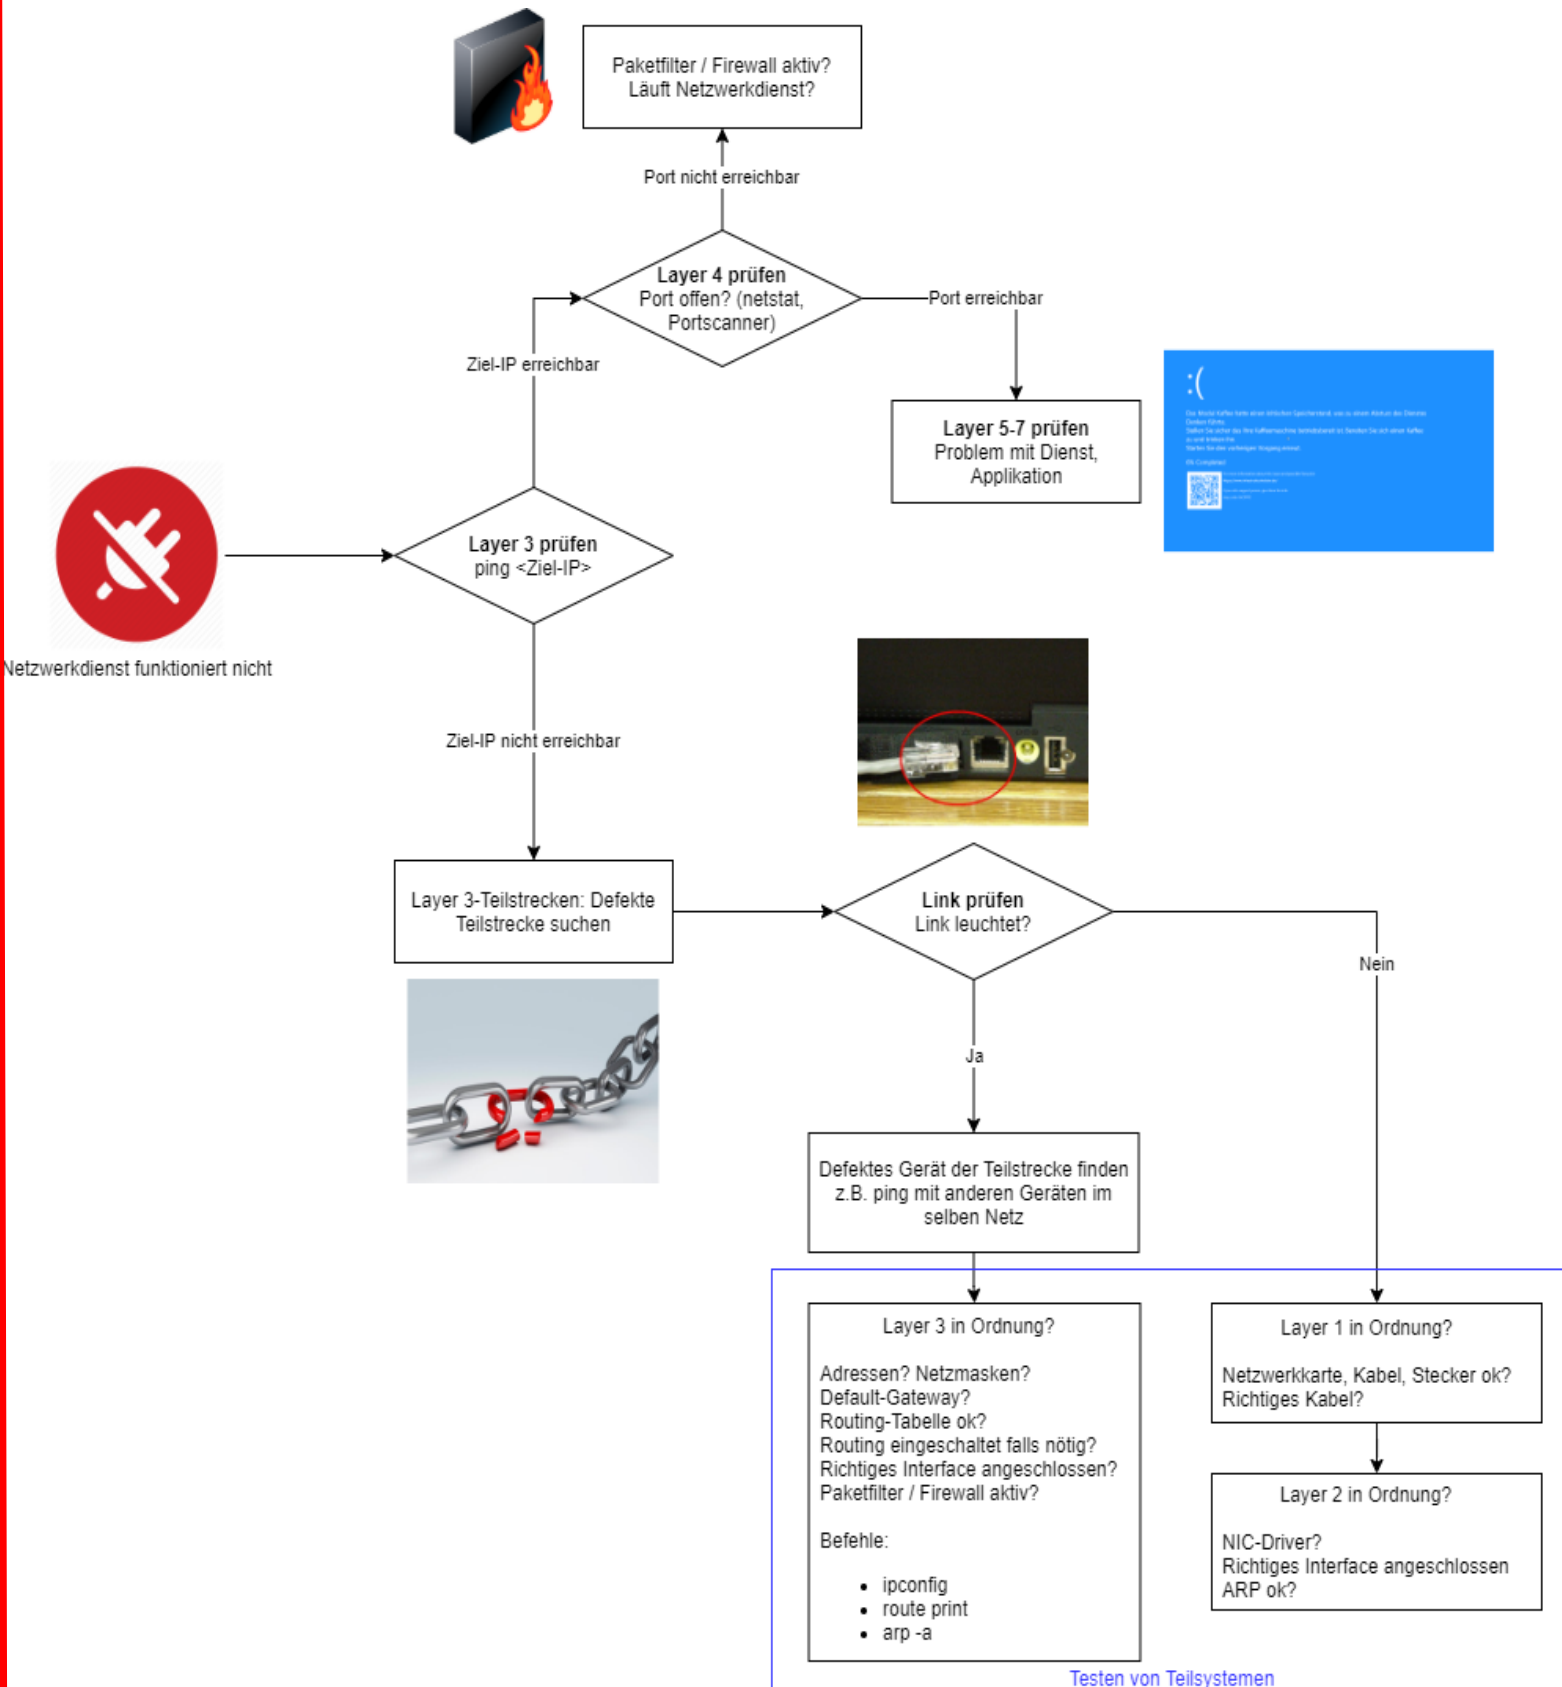 Paketfilter / Firewall aktiv?
Läuft Netzwerkdienst?
Port nicht erreichbar
Layer 4 prüfen
Port offen? (netstat,
Portscanner)
Port erreichbar
Ziel-IP erreichbar
:(
Layer 5-7 prüfen
Problem mit Dienst,
Applikation
Layer 3 prüfen
ping <Ziel-IP>
Netzwerkdienst funktioniert nicht
Ziel-IP nicht erreichbar
Layer 3-Teilstrecken: Defekte
Teilstrecke suchen
Link prüfen
Link leuchtet?
Nein
Ja
Defektes Gerät der Teilstrecke finden
z.B. ping mit anderen Geräten im
selben Netz
Layer 3 in Ordnung?
Adressen? Netzmasken?
Default-Gateway?
Routing-Tabelle ok?
Routing eingeschaltet falls nötig?
Richtiges Interface angeschlossen?
Paketfilter / Firewall aktiv?
Befehle:
• ipconfig
• route print
• arp -a
Layer 1 in Ordnung?
Netzwerkkarte, Kabel, Stecker ok?
Richtiges Kabel?
Layer 2 in Ordnung?
NIC-Driver?
Richtiges Interface angeschlossen
ARP ok?
Testen von Teilsystemen